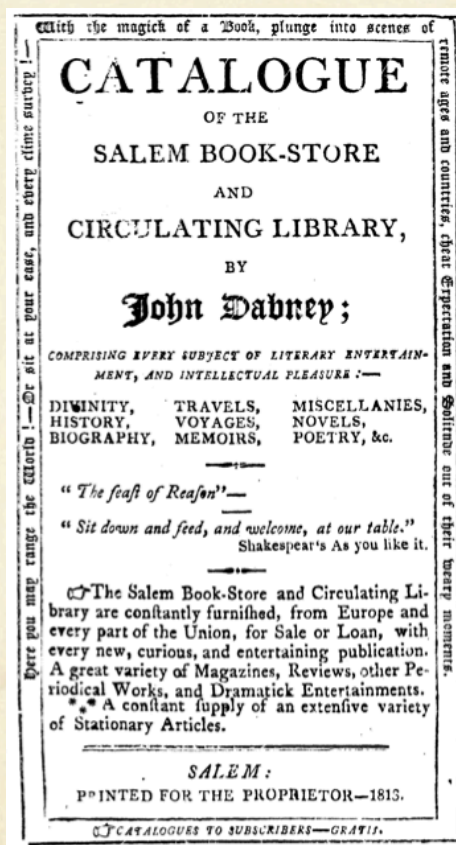 With the magick of a Book, plunge into scenes of
remote ages and countries, cheat Expectation and Solitude out of their weary moments.
Here you may range the World!—Or sit at your ease, and every clime survey!—
CATALOGUE
OF THE
SALEM BOOK-STORE
AND
CIRCULATING LIBRARY,
BY
John Dabney;
COMPRISING EVERY SUBJECT OF LITERARY ENTERTAIN-
MENT, AND INTELLECTUAL PLEASURE :—
DIVINITY, TRAVELS, MISCELLANIES,
HISTORY, VOYAGES, NOVELS,
BIOGRAPHY, MEMOIRS, POETRY, &c.
" The feaſt of Reaſon"—
" Sit down and feed, and welcome, at our table."
Shakespear's As you like it.
☞The Salem Book-Store and Circulating Li-
brary are conſtantly furniſhed, from Europe and
every part of the Union, for Sale or Loan, with
every new, curious, and entertaining publication.
A great variety of Magazines, Reviews, other Pe-
riodical Works, and Dramatick Entertainments.
*⁎* A conſtant ſupply of an extenſive variety
of Stationary Articles.
SALEM:
PRINTED FOR THE PROPRIETOR—1813.
☞CATALOGUES TO SUBSCRIBERS—GRATIS.